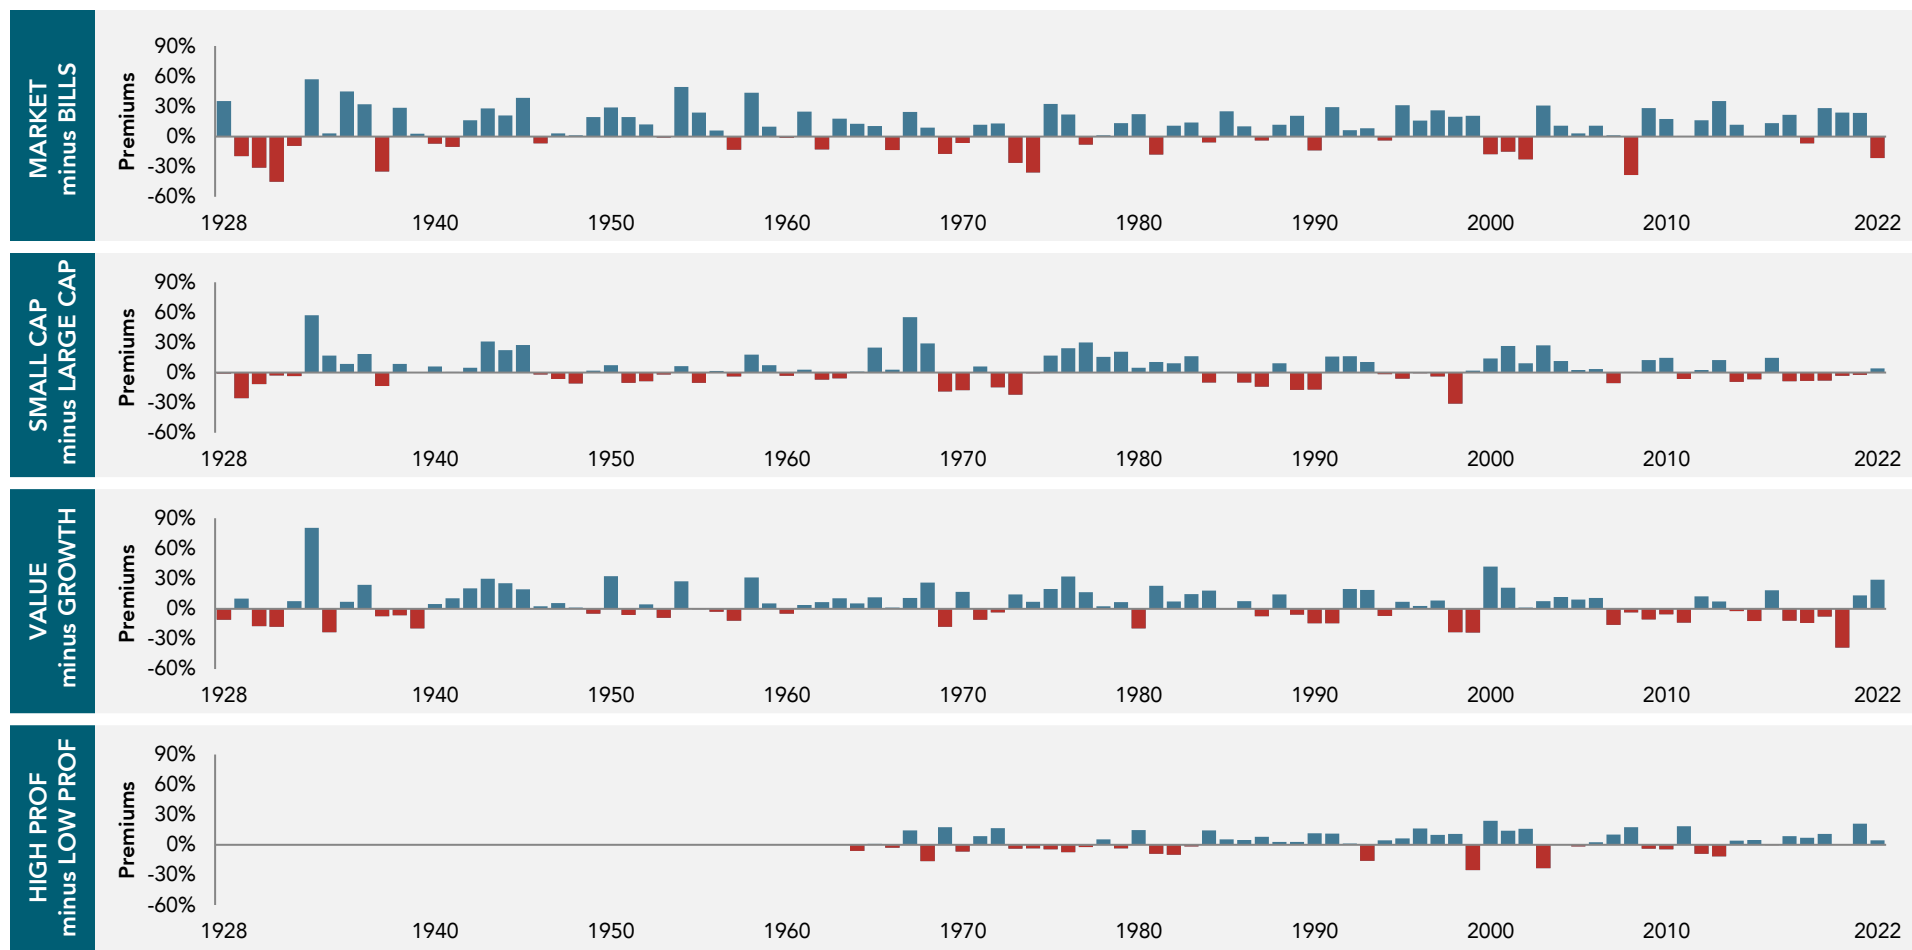 MARKET
minus BILLS
Premiums
90%
60%
30%
0%
-30%
-60%
1928 1940 1950 1960 1970 1980 1990 2000 2010 2022
SMALL CAP
minus LARGE CAP
Premiums
90%
60%
30%
0%
-30%
-60%
1928 1940 1950 1960 1970 1980 1990 2000 2010 2022
VALUE
minus GROWTH
Premiums
90%
60%
30%
0%
-30%
-60%
1928 1940 1950 1960 1970 1980 1990 2000 2010 2022
HIGH PROF
minus LOW PROF
Premiums
90%
60%
30%
0%
-30%
-60%
1928 1940 1950 1960 1970 1980 1990 2000 2010 2022